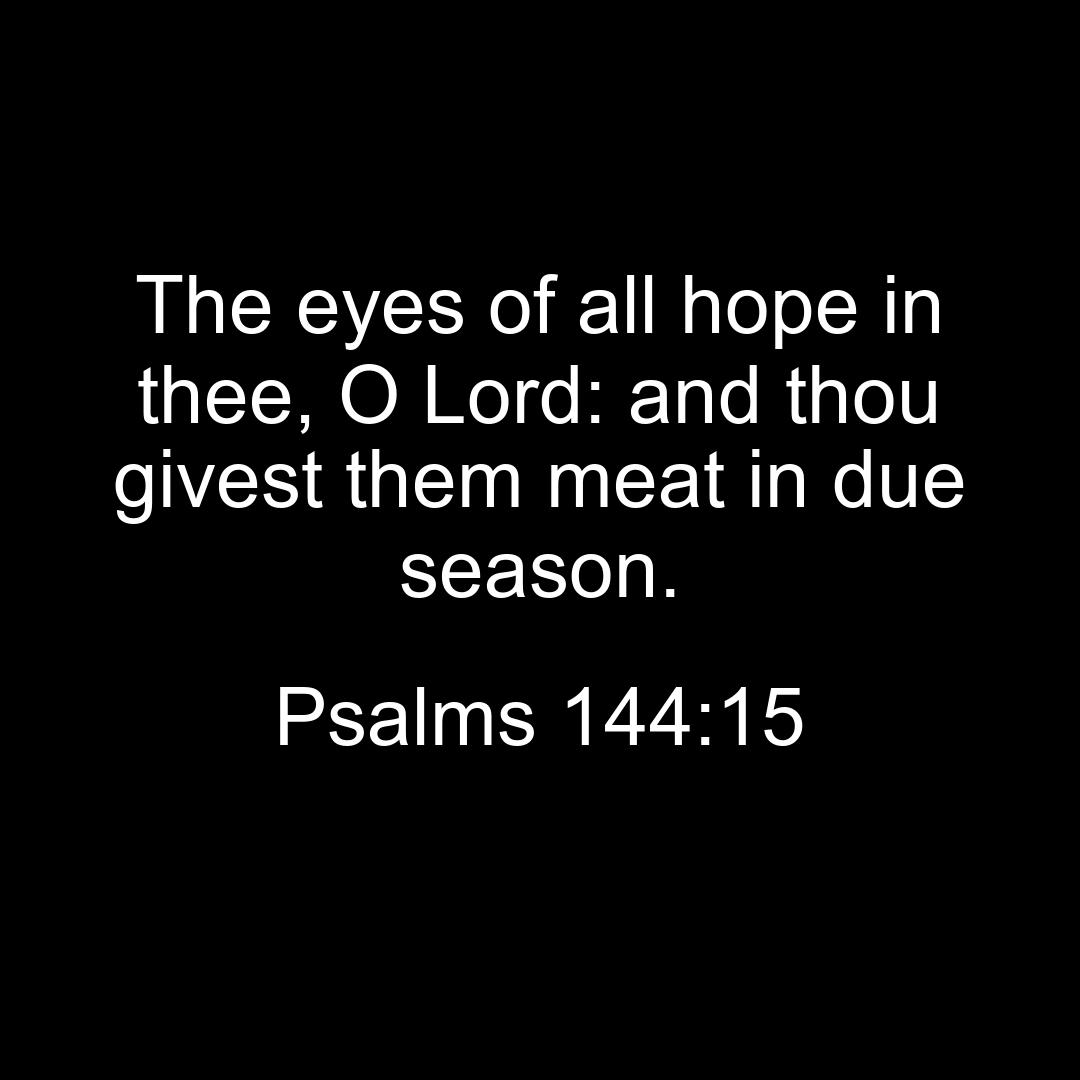 The eyes of all hope in
thee, O Lord: and thou
givest them meat in due
season.
Psalms 144:15